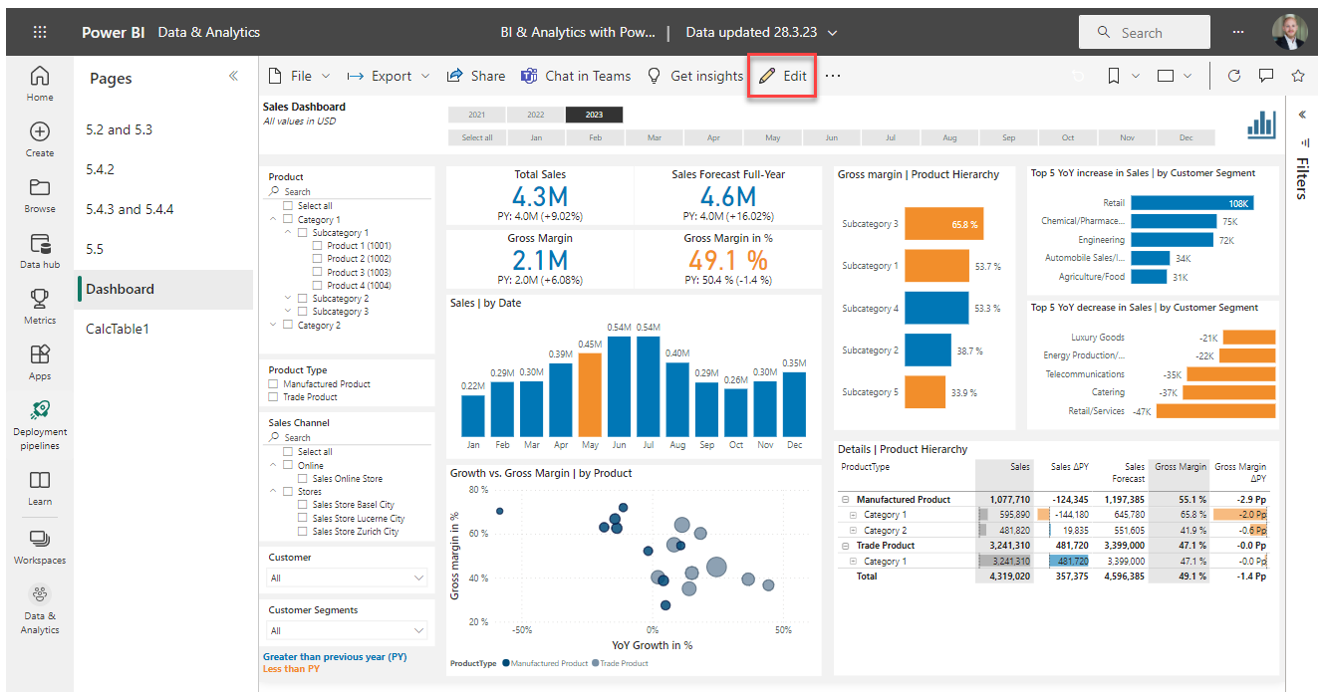 Power BI Data & Analytics
BI & Analytics with Pow... | Data updated 28.3.23
Search
...
Home
Create
Browse
Data hub
Metrics
Apps
Deployment
pipelines
Learn
Workspaces
Data &
Analytics
Pages
5.2 and 5.3
5.4.2
5.4.3 and 5.4.4
5.5
Dashboard
CalcTable1
File Export Share Chat in Teams Get insights Edit ...
Sales Dashboard
All values in USD
2021 2022 2023
Select all Jan Feb Mar Apr May Jun Jul Aug Sep Oct Nov Dec
Filters
Product
Search
Select all
Category 1
Subcategory 1
Product 1 (1001)
Product 2 (1002)
Product 3 (1003)
Product 4 (1004)
Subcategory 2
Subcategory 3
Category 2
Product Type
Manufactured Product
Trade Product
Sales Channel
Search
Select all
Online
Sales Online Store
Stores
Sales Store Basel City
Sales Store Lucerne City
Sales Store Zurich City
Customer
All
Customer Segments
All
Greater than previous year (PY)
Less than PY
Total Sales
4.3M
PY: 4.0M (+9.02%)
Sales Forecast Full-Year
4.6M
PY: 4.0M (+16.02%)
Gross Margin
2.1M
PY: 2.0M (+6.08%)
Gross Margin in %
49.1 %
PY: 50.4 % (-1.4 %)
Sales | by Date
0.22M 0.29M 0.30M 0.39M 0.45M 0.54M 0.54M 0.40M 0.29M 0.26M 0.30M 0.35M
Jan Feb Mar Apr May Jun Jul Aug Sep Oct Nov Dec
Growth vs. Gross Margin | by Product
Gross margin in %
80 %
60 %
40 %
20 %
-50% 0% 50%
YoY Growth in %
ProductType Manufactured Product Trade Product
Gross margin | Product Hierarchy
Subcategory 3 65.8 %
Subcategory 1 53.7 %
Subcategory 4 53.3 %
Subcategory 2 38.7 %
Subcategory 5 33.9 %
Top 5 YoY increase in Sales | by Customer Segment
Retail 108K
Chemical/Pharmace... 75K
Engineering 72K
Automobile Sales/I... 34K
Agriculture/Food 31K
Top 5 YoY decrease in Sales | by Customer Segment
Luxury Goods -21K
Energy Production/... -22K
Telecommunications -35K
Catering -37K
Retail/Services -47K
Details | Product Hierarchy
ProductType Sales Sales ΔPY Sales Forecast Gross Margin Gross Margin ΔPY
Manufactured Product 1,077,710 -124,345 1,197,385 55.1 % -2.9 Pp
Category 1 595,890 -144,180 645,780 65.8 % -2.0 Pp
Category 2 481,820 19,835 551,605 41.9 % -0.6 Pp
Trade Product 3,241,310 481,720 3,399,000 47.1 % -0.0 Pp
Category 1 3,241,310 481,720 3,399,000 47.1 % -0.0 Pp
Total 4,319,020 357,375 4,596,385 49.1 % -1.4 Pp